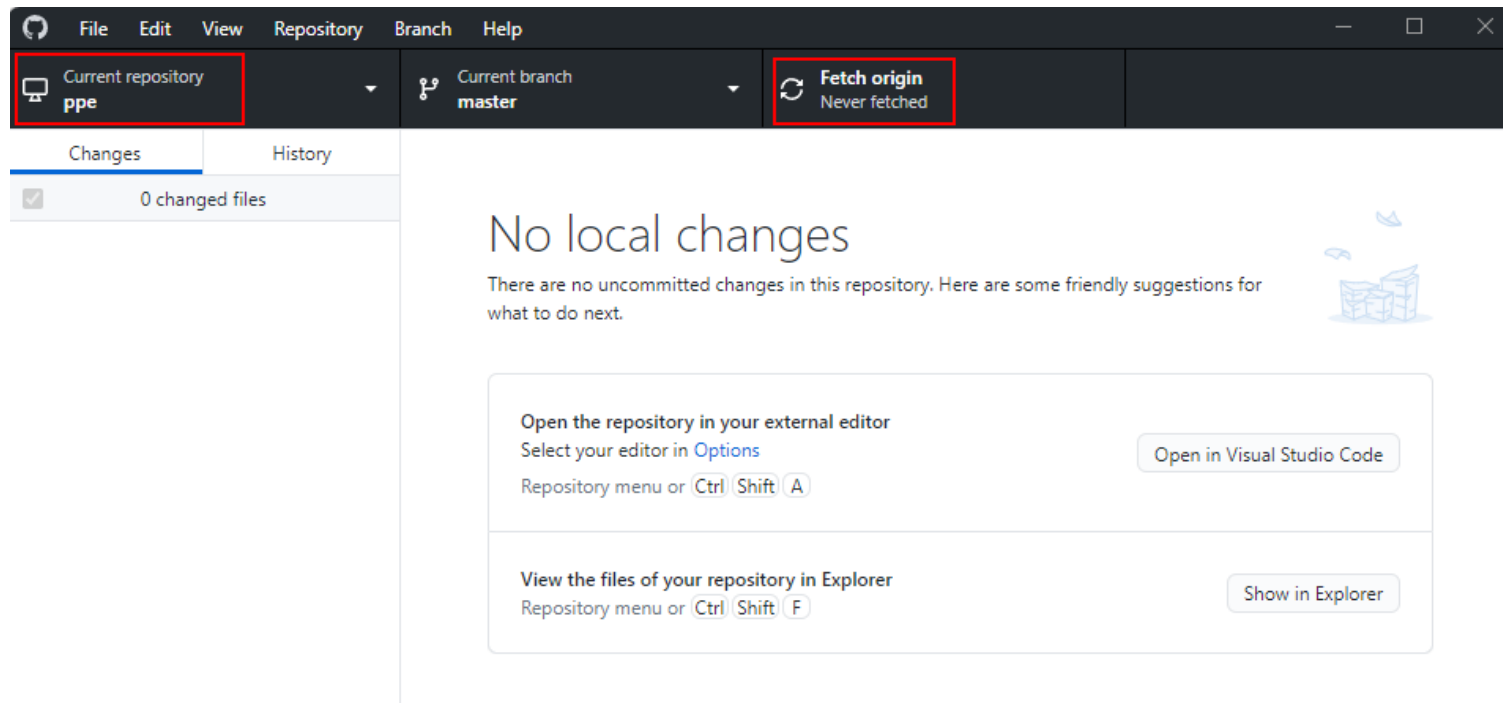 File Edit View Repository Branch Help
Current repository
ppe
Current branch
master
Fetch origin
Never fetched
Changes History
0 changed files
No local changes
There are no uncommitted changes in this repository. Here are some friendly suggestions for
what to do next.
Open the repository in your external editor
Select your editor in Options
Repository menu or Ctrl Shift A
Open in Visual Studio Code
View the files of your repository in Explorer
Repository menu or Ctrl Shift F
Show in Explorer